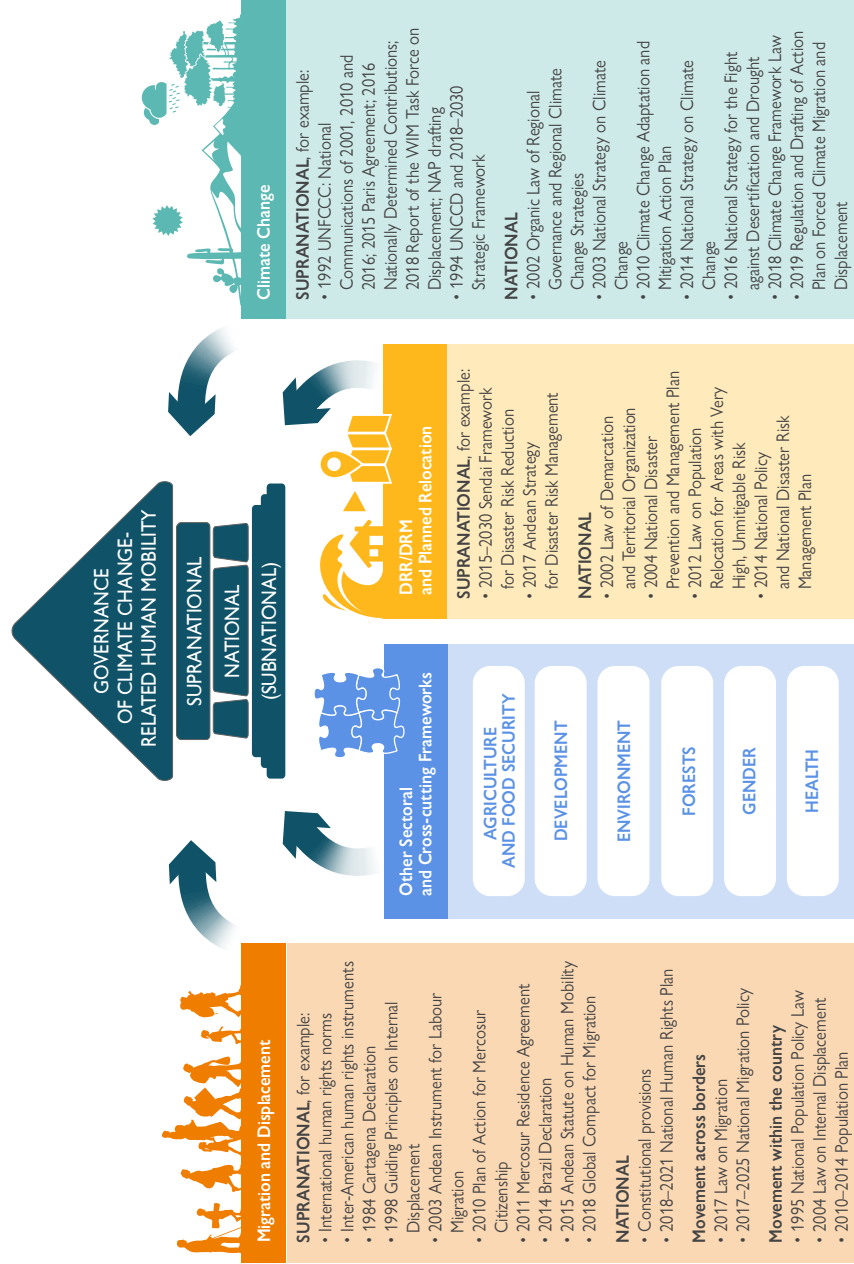 GOVERNANCE
OF CLIMATE CHANGE-
RELATED HUMAN MOBILITY
SUPRANATIONAL
NATIONAL
(SUBNATIONAL)
Migration and Displacement
SUPRANATIONAL, for example:
• International human rights norms
• Inter-American human rights instruments
• 1984 Cartagena Declaration
• 1998 Guiding Principles on Internal
Displacement
• 2003 Andean Instrument for Labour
Migration
• 2010 Plan of Action for Mercosur
Citizenship
• 2011 Mercosur Residence Agreement
• 2014 Brazil Declaration
• 2015 Andean Statute on Human Mobility
• 2018 Global Compact for Migration
NATIONAL
• Constitutional provisions
• 2018–2021 National Human Rights Plan
Movement across borders
• 2017 Law on Migration
• 2017–2025 National Migration Policy
Movement within the country
• 1995 National Population Policy Law
• 2004 Law on Internal Displacement
• 2010–2014 Population Plan
Other Sectoral
and Cross-cutting Frameworks
AGRICULTURE
AND FOOD SECURITY
DEVELOPMENT
ENVIRONMENT
FORESTS
GENDER
HEALTH
DRR/DRM
and Planned Relocation
SUPRANATIONAL, for example:
• 2015–2030 Sendai Framework
for Disaster Risk Reduction
• 2017 Andean Strategy
for Disaster Risk Management
NATIONAL
• 2002 Law of Demarcation
and Territorial Organization
• 2004 National Disaster
Prevention and Management Plan
• 2012 Law on Population
Relocation for Areas with Very
High, Unmitigable Risk
• 2014 National Policy
and National Disaster Risk
Management Plan
Climate Change
SUPRANATIONAL, for example:
• 1992 UNFCCC: National
Communications of 2001, 2010 and
2016; 2015 Paris Agreement; 2016
Nationally Determined Contributions;
2018 Report of the WIM Task Force on
Displacement; NAP drafting
• 1994 UNCCD and 2018–2030
Strategic Framework
NATIONAL
• 2002 Organic Law of Regional
Governance and Regional Climate
Change Strategies
• 2003 National Strategy on Climate
Change
• 2010 Climate Change Adaptation and
Mitigation Action Plan
• 2014 National Strategy on Climate
Change
• 2016 National Strategy for the Fight
against Desertification and Drought
• 2018 Climate Change Framework Law
• 2019 Regulation and Drafting of Action
Plan on Forced Climate Migration and
Displacement